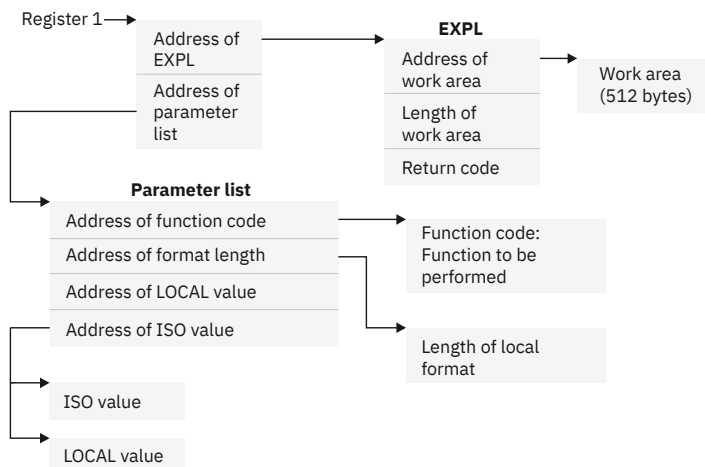 Register 1
Address of
EXPL
Address of
parameter
list
EXPL
Address of
work area
Length of
work area
Return code
Work area
(512 bytes)
Parameter list
Address of function code
Address of format length
Address of LOCAL value
Address of ISO value
Function code:
Function to be
performed
Length of local
format
ISO value
LOCAL value